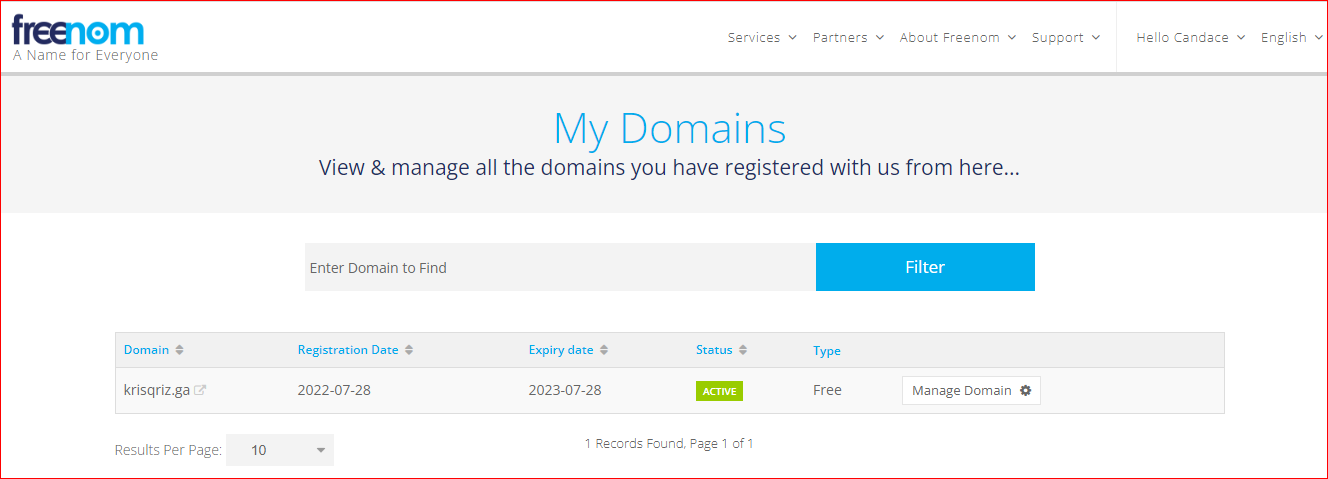 freenom
A Name for Everyone
Services Partners About Freenom Support Hello Candace English
My Domains
View & manage all the domains you have registered with us from here...
Enter Domain to Find Filter
Domain Registration Date Expiry date Status Type
krisqriz.ga 2022-07-28 2023-07-28 ACTIVE Free Manage Domain
Results Per Page: 10 1 Records Found, Page 1 of 1